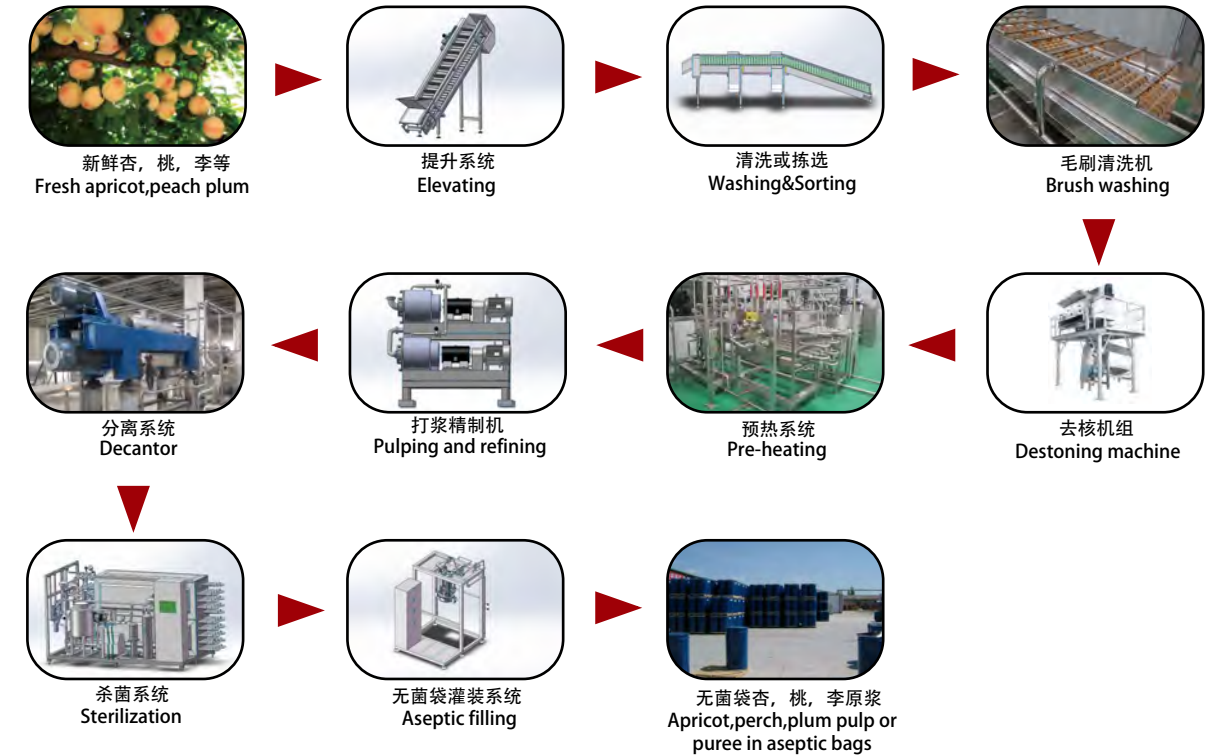 新鲜杏，桃，李等
Fresh apricot,peach plum
提升系统
Elevating
清洗或拣选
Washing&Sorting
毛刷清洗机
Brush washing
去核机组
Destoning machine
预热系统
Pre-heating
打浆精制机
Pulping and refining
分离系统
Decantor
杀菌系统
Sterilization
无菌袋灌装系统
Aseptic filling
无菌袋杏，桃，李原浆
Apricot,perch,plum pulp or
puree in aseptic bags